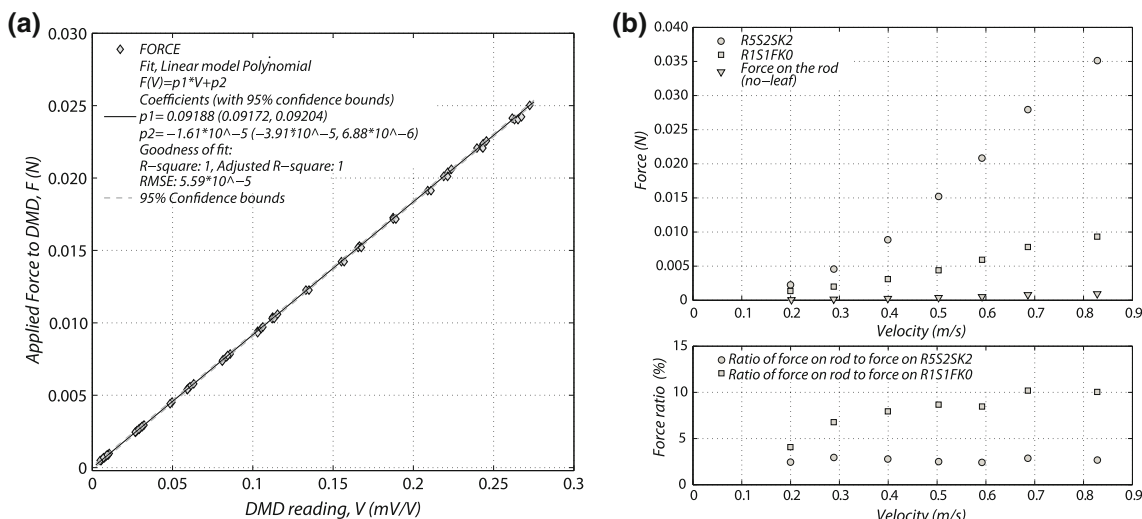 (a)
0.030
0.025
0.020
0.015
0.010
0.005
0
Applied Force to DMD, F (N)
FORCE
Fit, Linear model Polynomial
F(V)=p1*V+p2
Coefficients (with 95% confidence bounds)
p1= 0.09188 (0.09172, 0.09204)
p2= −1.61*10^−5 (−3.91*10^−5, 6.88*10^−6)
Goodness of fit:
R−square: 1, Adjusted R−square: 1
RMSE: 5.59*10^−5
95% Confidence bounds
0 0.05 0.1 0.15 0.2 0.25 0.3
DMD reading, V (mV/V)
(b)
0.040
0.035
0.030
0.025
0.020
0.015
0.010
0.005
0
Force (N)
R5S2SK2
R1S1FK0
Force on the rod
(no-leaf)
0 0.1 0.2 0.3 0.4 0.5 0.6 0.7 0.8 0.9
Velocity (m/s)
15
10
5
0
Force ratio (%)
Ratio of force on rod to force on R5S2SK2
Ratio of force on rod to force on R1S1FK0
0 0.1 0.2 0.3 0.4 0.5 0.6 0.7 0.8 0.9
Velocity (m/s)